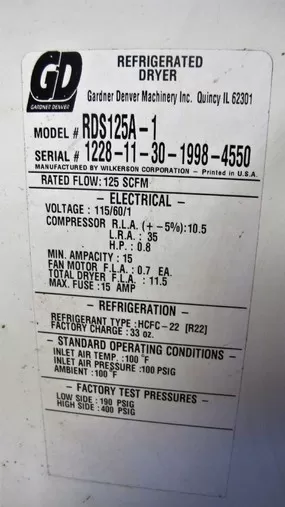 GD
GARDNER DENVER
REFRIGERATED
DRYER
Gardner Denver Machinery Inc. Quincy IL 62301
MODEL # RDS125A-1
SERIAL # 1228-11-30-1998-4550
MANUFACTURED BY WILKERSON CORPORATION - Printed in U.S.A.
RATED FLOW: 125 SCFM
- ELECTRICAL -
VOLTAGE : 115/60/1
COMPRESSOR R.L.A. (+ -5%):10.5
L.R.A. : 35
H.P. : 0.8
MIN. AMPACITY : 15
FAN MOTOR F.L.A. : 0.7 EA.
TOTAL DRYER F.L.A. : 11.5
MAX. FUSE : 15 AMP
- REFRIGERATION -
REFRIGERANT TYPE : HCFC-22 [R22]
FACTORY CHARGE : 33 oz.
- STANDARD OPERATING CONDITIONS -
INLET AIR TEMP. :100 °F
INLET AIR PRESSURE :100 PSIG
AMBIENT :100°F
- FACTORY TEST PRESSURES -
LOW SIDE : 190 PSIG
HIGH SIDE : 400 PSIG